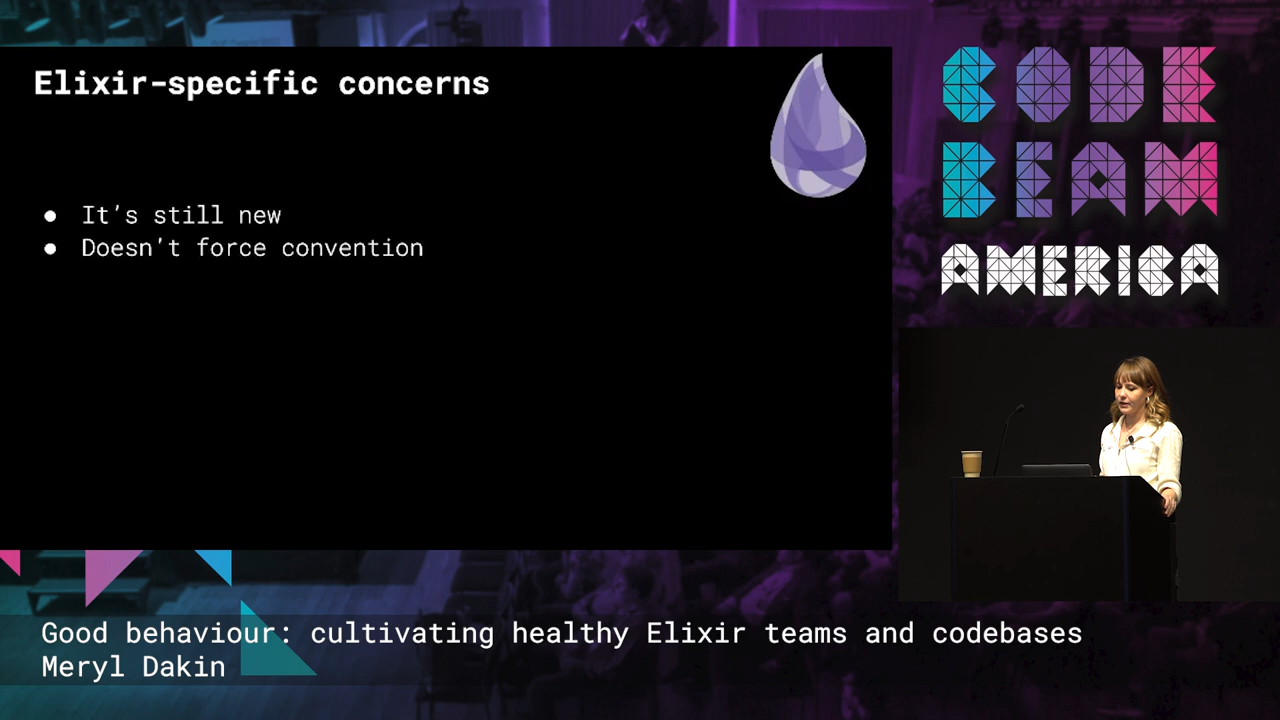 Elixir-specific concerns
● It's still new
● Doesn't force convention
CODE
BEAM
AMERICA
Good behaviour: cultivating healthy Elixir teams and codebases
Meryl Dakin